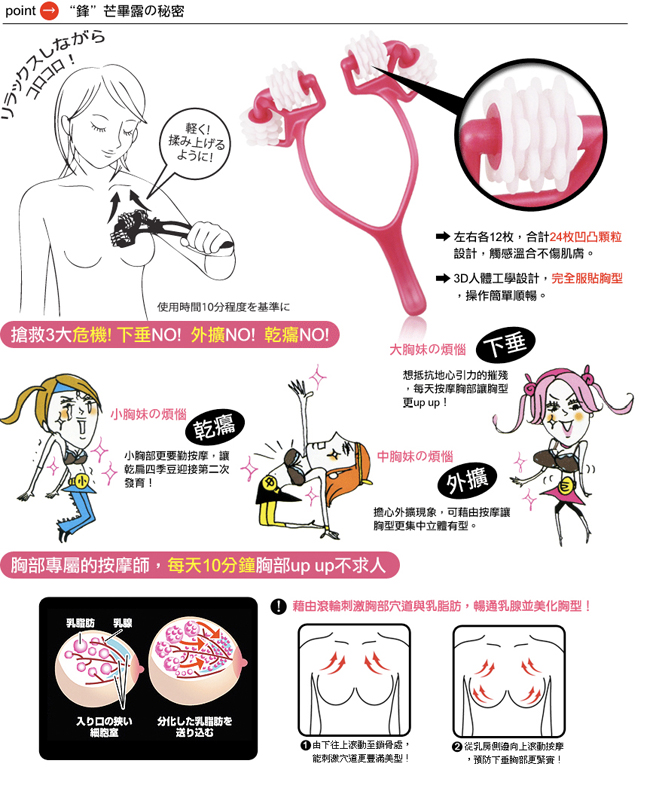 point → “鋒”芒畢露の秘密
リラックスしながら
コロコロ！
軽く!
揉み上げる
ように!
使用時間10分程度を基準に
➡ 左右各12枚，合計24枚凹凸顆粒
設計，觸感溫合不傷肌膚。
➡ 3D人體工學設計，完全服貼胸型
，操作簡單順暢。
搶救3大危機! 下垂NO! 外擴NO! 乾癟NO!
大胸妹の煩惱
下垂
想抵抗地心引力的摧殘
，每天按摩胸部讓胸型
更up up！
小胸妹の煩惱
乾癟
小胸部更要勤按摩，讓
乾扁四季豆迎接第二次
發育！
小
中
中胸妹の煩惱
外擴
擔心外擴現象，可藉由按摩讓
胸型更集中立體有型。
胸部專屬的按摩師，每天10分鐘胸部up up不求人
乳脂肪 乳腺
入り口の狭い
細胞室
分化した乳脂肪を
送り込む
! 藉由滾輪刺激胸部穴道與乳脂肪，暢通乳腺並美化胸型！
❶由下往上滾動至鎖骨處，
能刺激穴道更豐滿美型！
❷從乳房側邊向上滾動按摩
，預防下垂胸部更緊實！